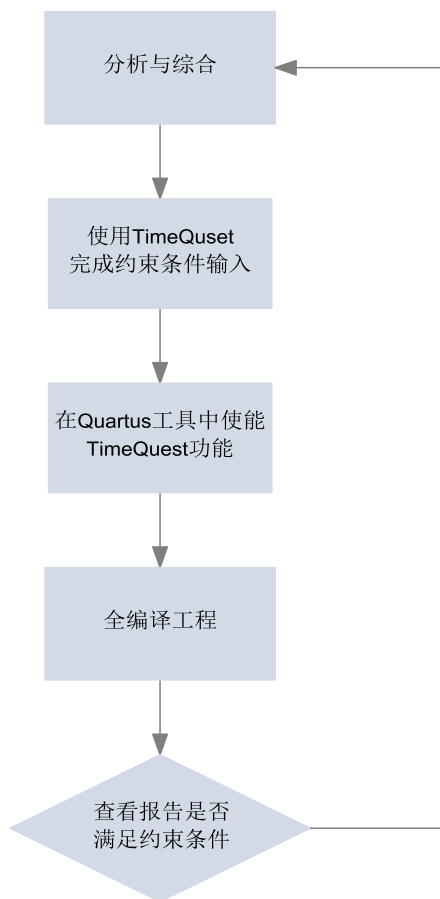 分析与综合
使用TimeQuset
完成约束条件输入
在Quartus工具中使能
TimeQuest功能
全编译工程
查看报告是否
满足约束条件